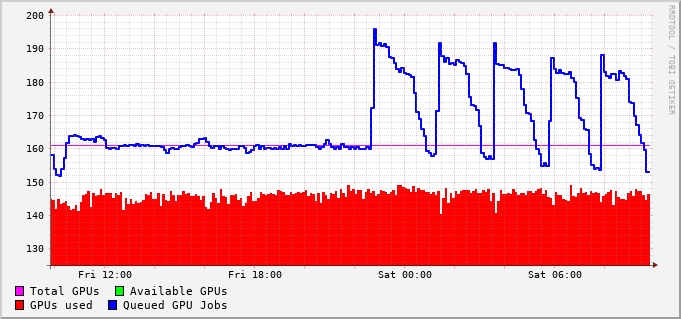 200
190
180
170
160
150
140
130
Fri 12:00 Fri 18:00 Sat 00:00 Sat 06:00
Total GPUs Available GPUs
GPUs used Queued GPU Jobs
RRDTOOL / TOBI OETIKER